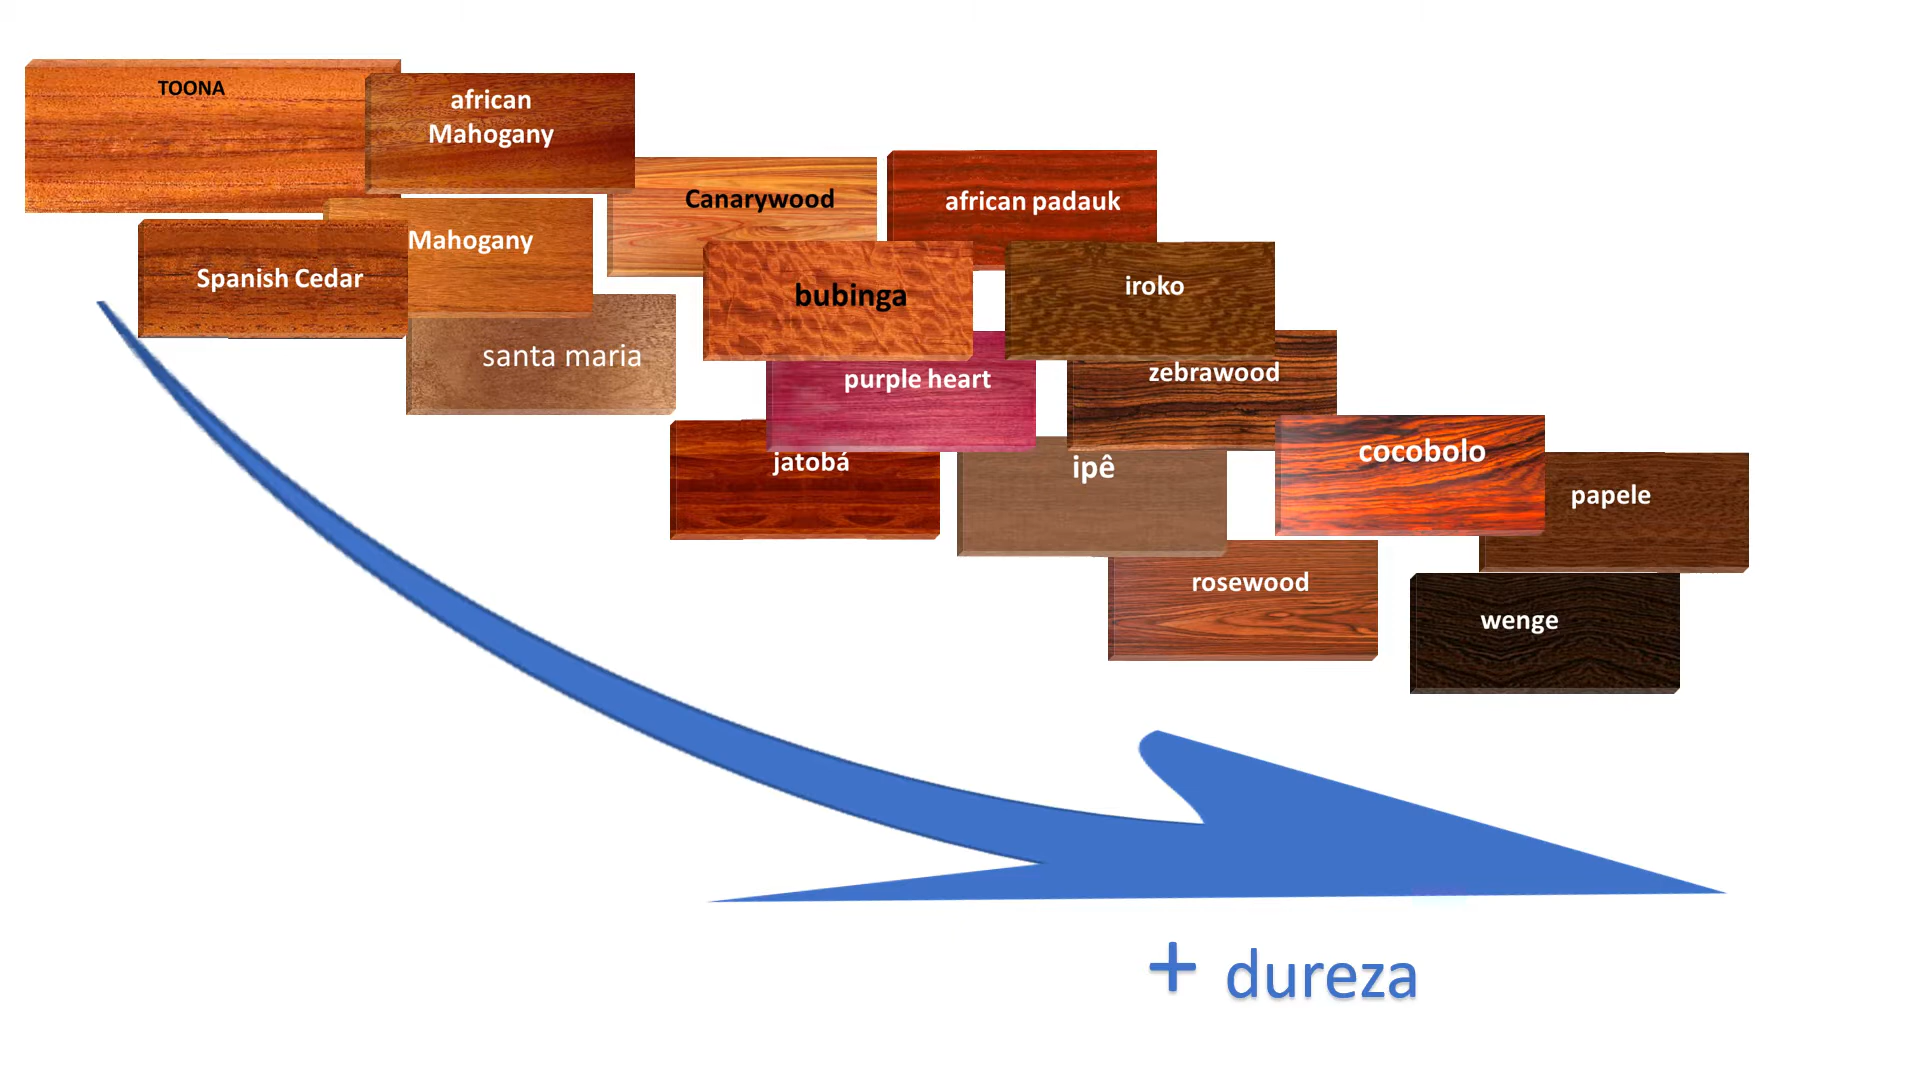 TOONA
african
Mahogany
Canarywood
african padauk
Mahogany
Spanish Cedar
bubinga
iroko
santa maria
purple heart
zebrawood
jatobá
ipê
cocobolo
papele
rosewood
wenge
+ dureza